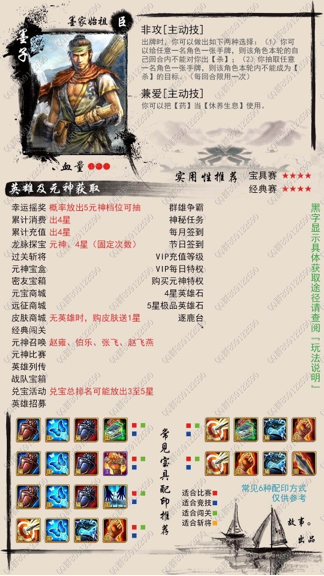 墨子
墨家始祖
臣
血量
非攻[主动技]
出牌时，你可以做出如下两种选择：（1）你可
以给任意一名角色一张手牌，则该角色本轮的自
己回合内不能对你出【杀】；（2）你抽取任意
一名角色一张手牌，则该角色本轮内不能成为【
杀】的目标。（每回合限用一次）
兼爱[主动技]
你可以把【药】当【休养生息】使用。
实用性推荐
宝具赛 ★★★★
经典赛 ★★★★
英雄及元神获取
幸运摇奖 概率放出5元神档位可抽
累计消费 出4星
累计充值 出4星
龙脉探宝 元神、4星（固定次数）
过关斩将
元神宝盒
密友宝箱
元宝商城
远征商城
皮肤商城 无英雄时，购皮肤送1星
经典闯关
元神召唤 赵雍、伯乐、张飞、赵飞燕
元神比赛
英雄列传
战队宝箱
兑宝活动 兑宝总排名可能放出3至5星
英雄招募
群雄争霸
神秘任务
每月签到
节日签到
VIP充值等级
VIP每日特权
购买元神特权
4星英雄石
5星极品英雄石
逐鹿台
黑字显示具体获取途径请查阅『玩法说明』
常见宝具配印推荐
适合比赛
适合竞技
适合闯关
适合斩将
常见6种配印方式
仅供参考
故事。
出品